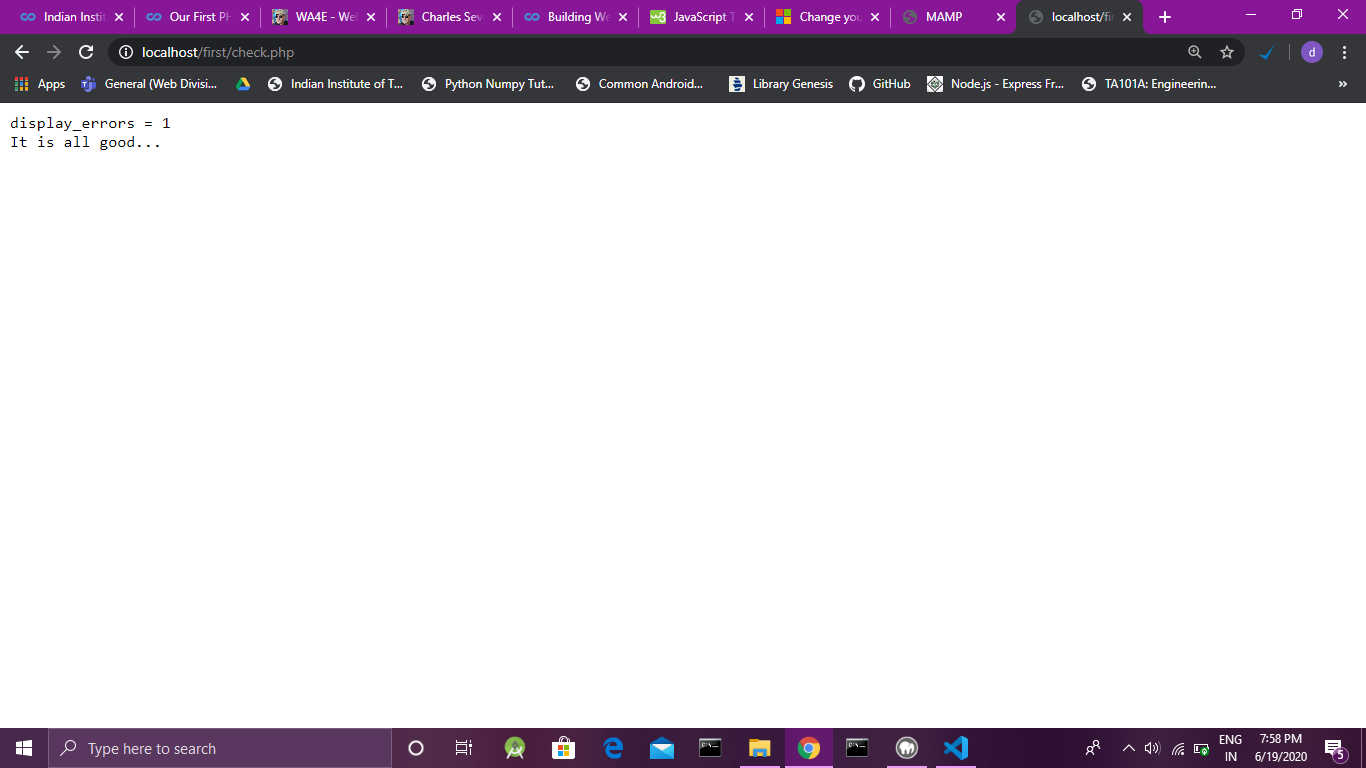 Indian Instit
Our First PH
WA4E - Wel
Charles Sev
Building We
JavaScript T
Change you
MAMP
localhost/fir
localhost/first/check.php
d
Apps
General (Web Divisi...
Indian Institute of T...
Python Numpy Tut...
Common Android...
Library Genesis
GitHub
Node.js - Express Fr...
TA101A: Engineerin...
»
display_errors = 1
It is all good...
Type here to search
ENG
IN
7:58 PM
6/19/2020
5